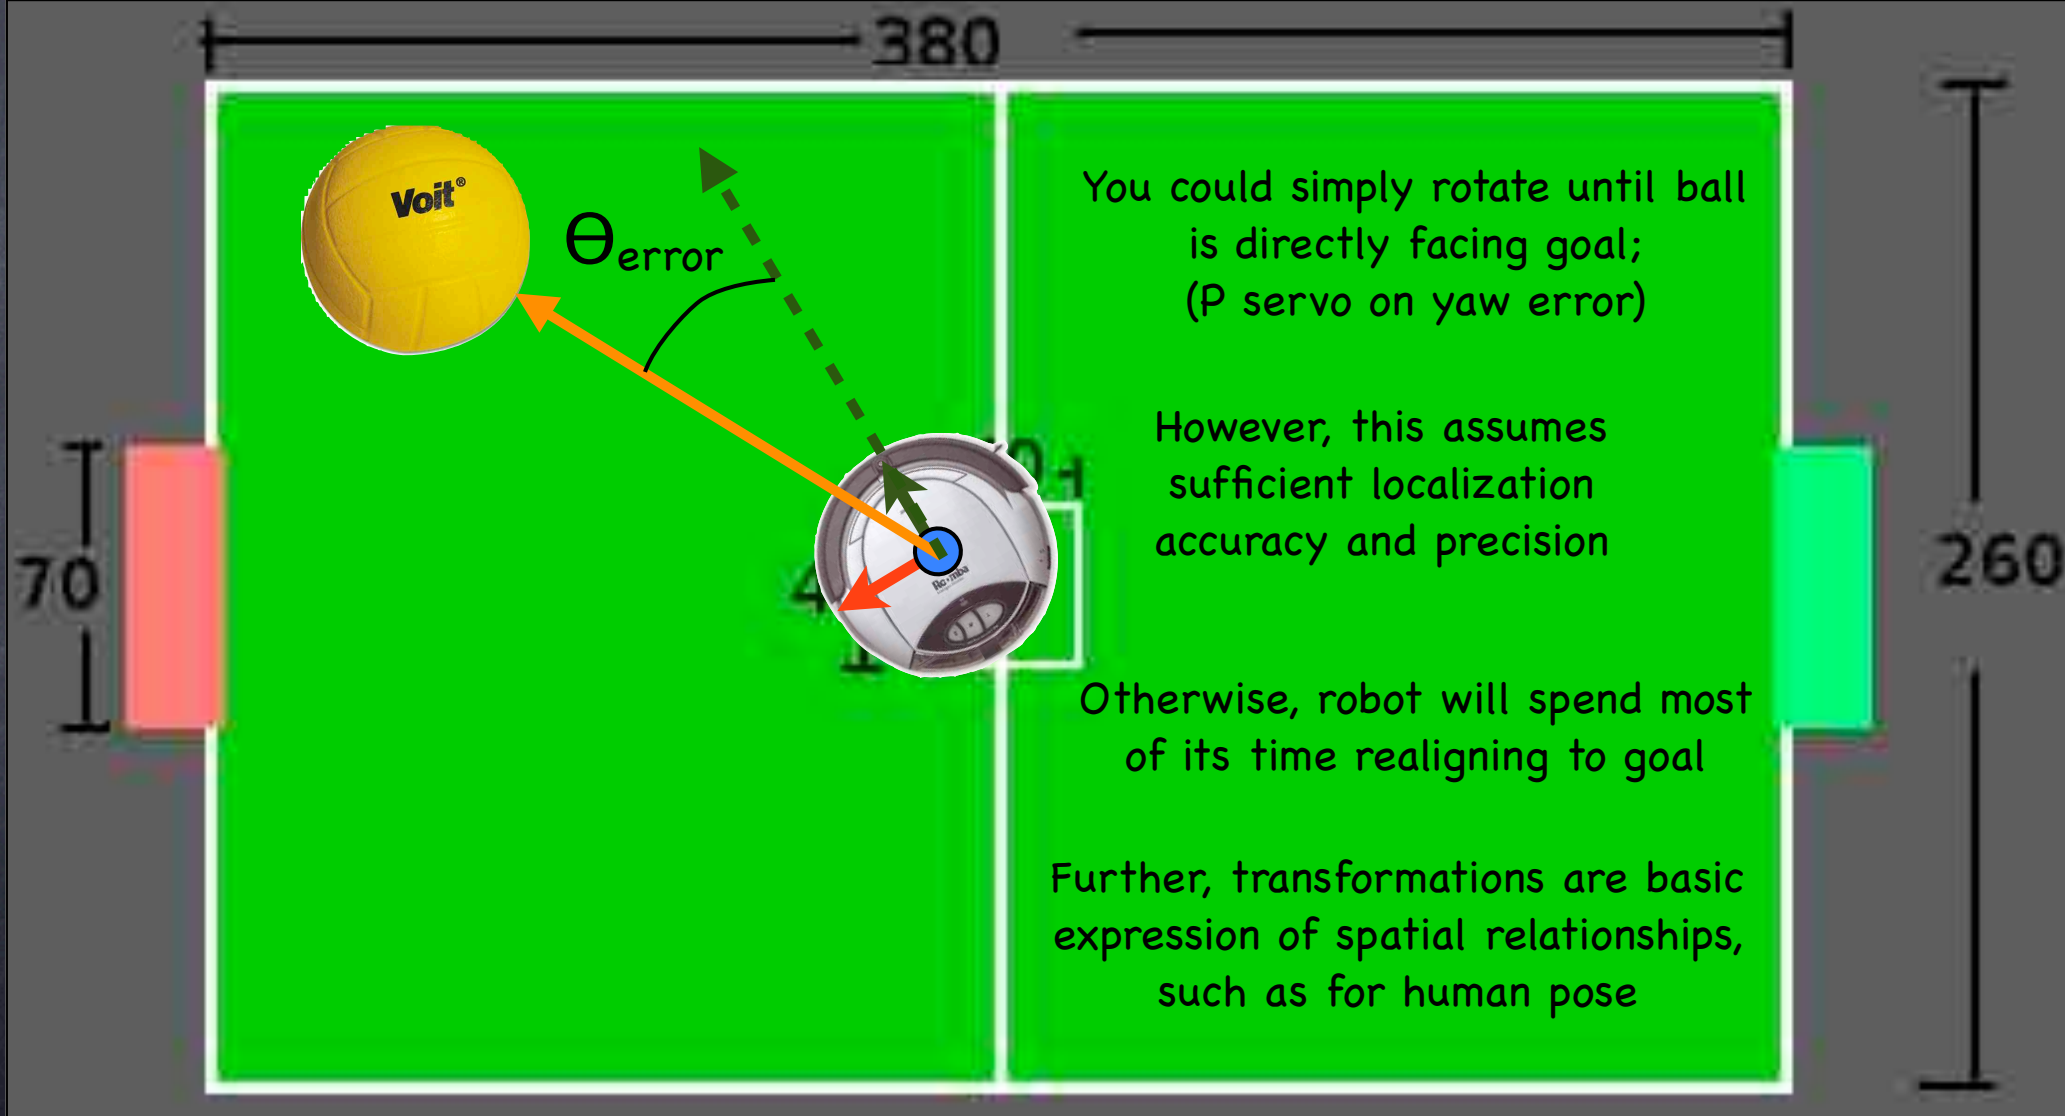 380
Voit®
θerror
You could simply rotate until ball
is directly facing goal;
(P servo on yaw error)
However, this assumes
sufficient localization
accuracy and precision
70
4
260
Otherwise, robot will spend most
of its time realigning to goal
Further, transformations are basic
expression of spatial relationships,
such as for human pose